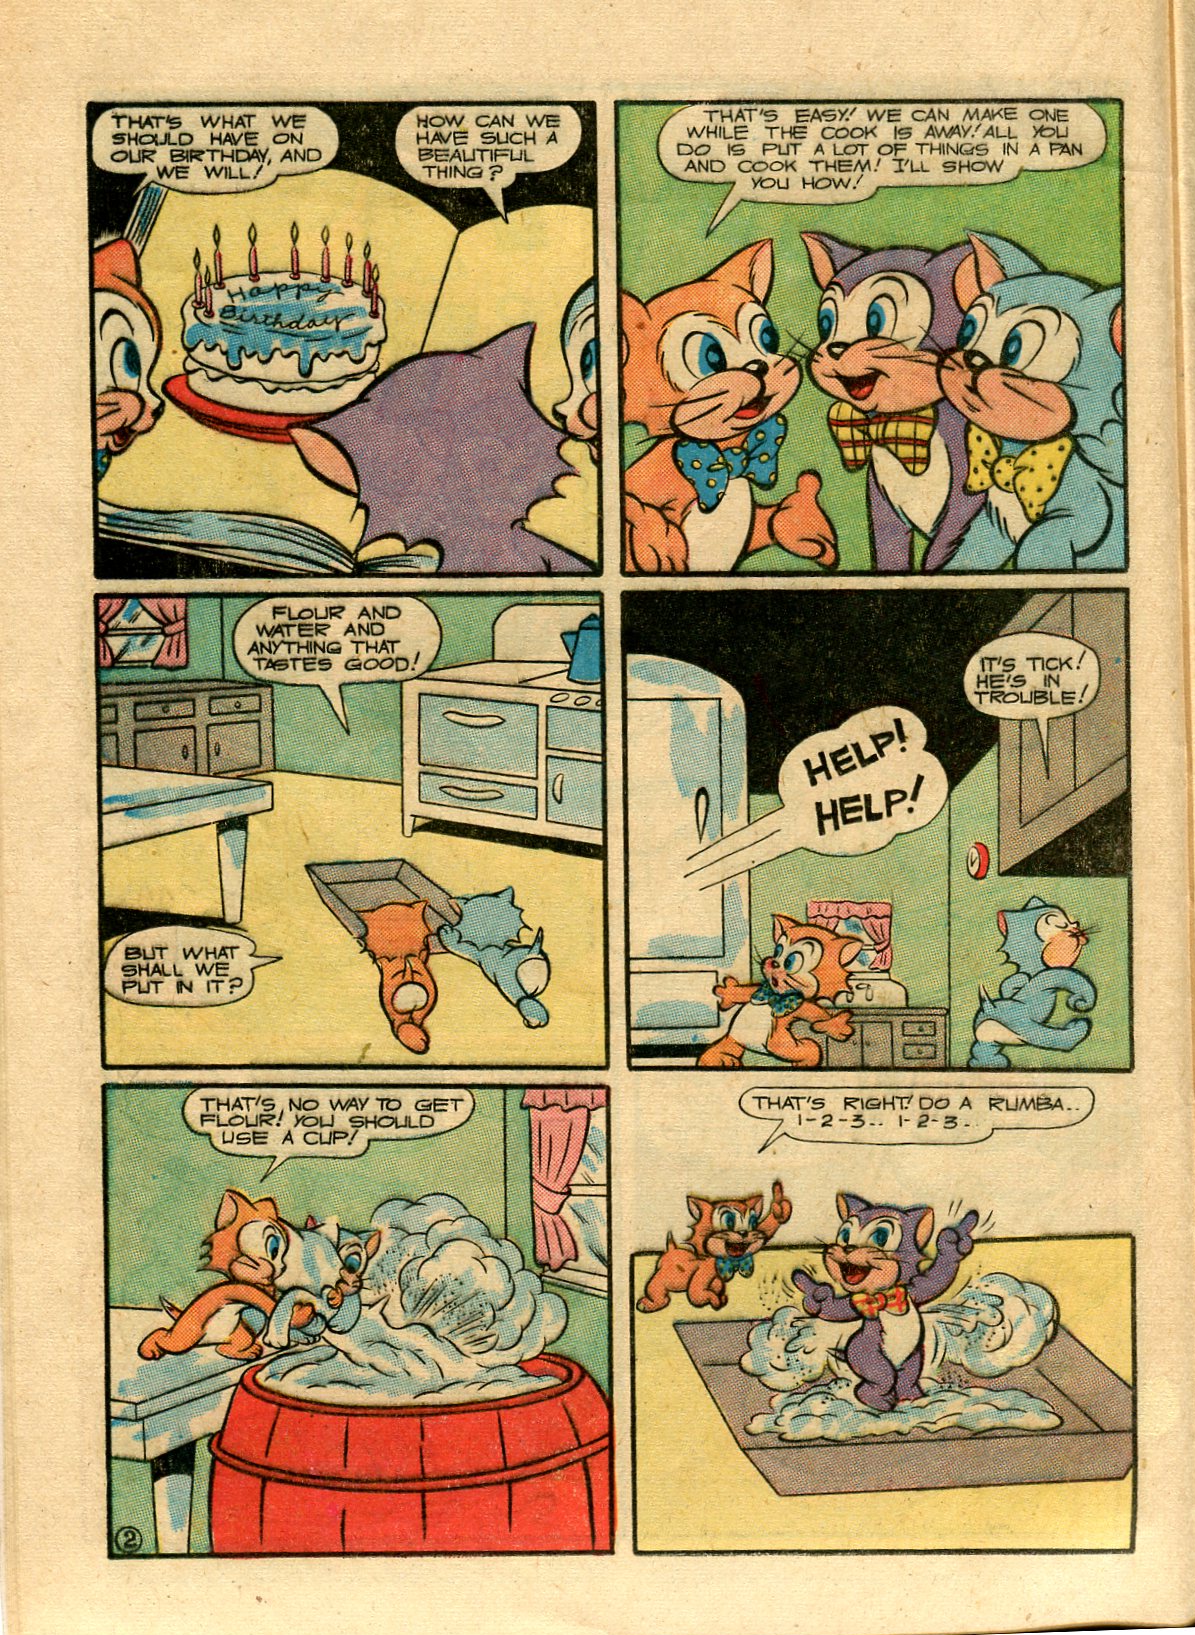 THAT'S WHAT WE
SHOULD HAVE ON
OUR BIRTHDAY, AND
WE WILL!
HOW CAN WE
HAVE SUCH A
BEAUTIFUL
THING?
Happy
Birthday
THAT'S EASY! WE CAN MAKE ONE
WHILE THE COOK IS AWAY! ALL YOU
DO IS PUT A LOT OF THINGS IN A PAN
AND COOK THEM! I'LL SHOW
YOU HOW!
FLOUR AND
WATER AND
ANYTHING THAT
TASTES GOOD!
BUT WHAT
SHALL WE
PUT IN IT?
HELP!
HELP!
IT'S TICK!
HE'S IN
TROUBLE!
THAT'S NO WAY TO GET
FLOUR! YOU SHOULD
USE A CUP!
2
THAT'S RIGHT! DO A RUMBA..
1-2-3.. 1-2-3..